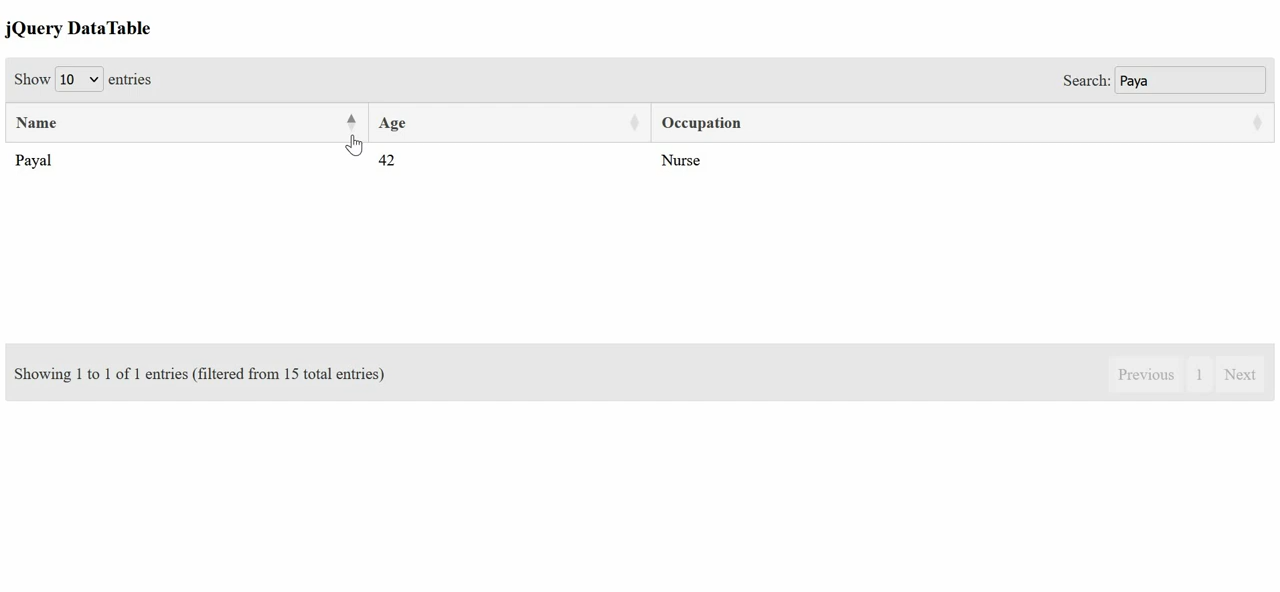 jQuery DataTable
Show 10 entries Search: Paya
Name Age Occupation
Payal 42 Nurse
Showing 1 to 1 of 1 entries (filtered from 15 total entries) Previous 1 Next